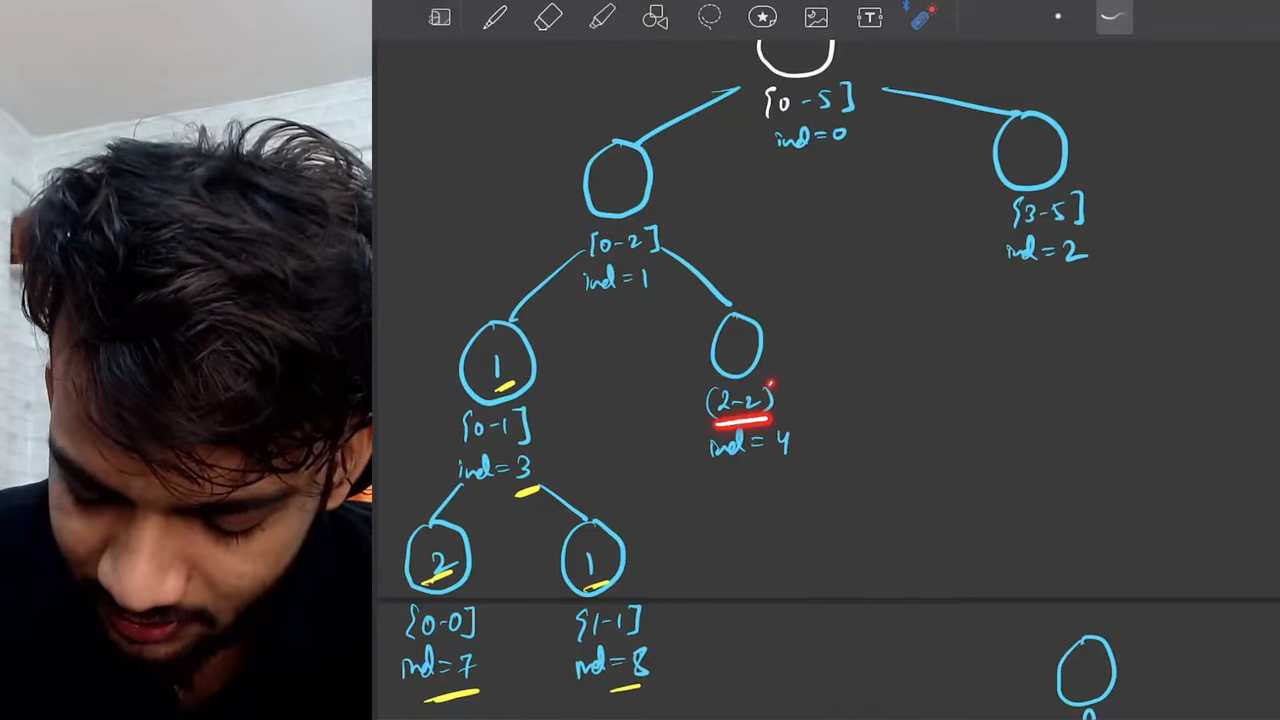 [0-5]
ind=0
[3-5]
ind=2
[0-2]
ind=1
1
(2-2)
ind=4
[0-1]
ind=3
2
1
[0-0]
ind=7
[1-1]
ind=8